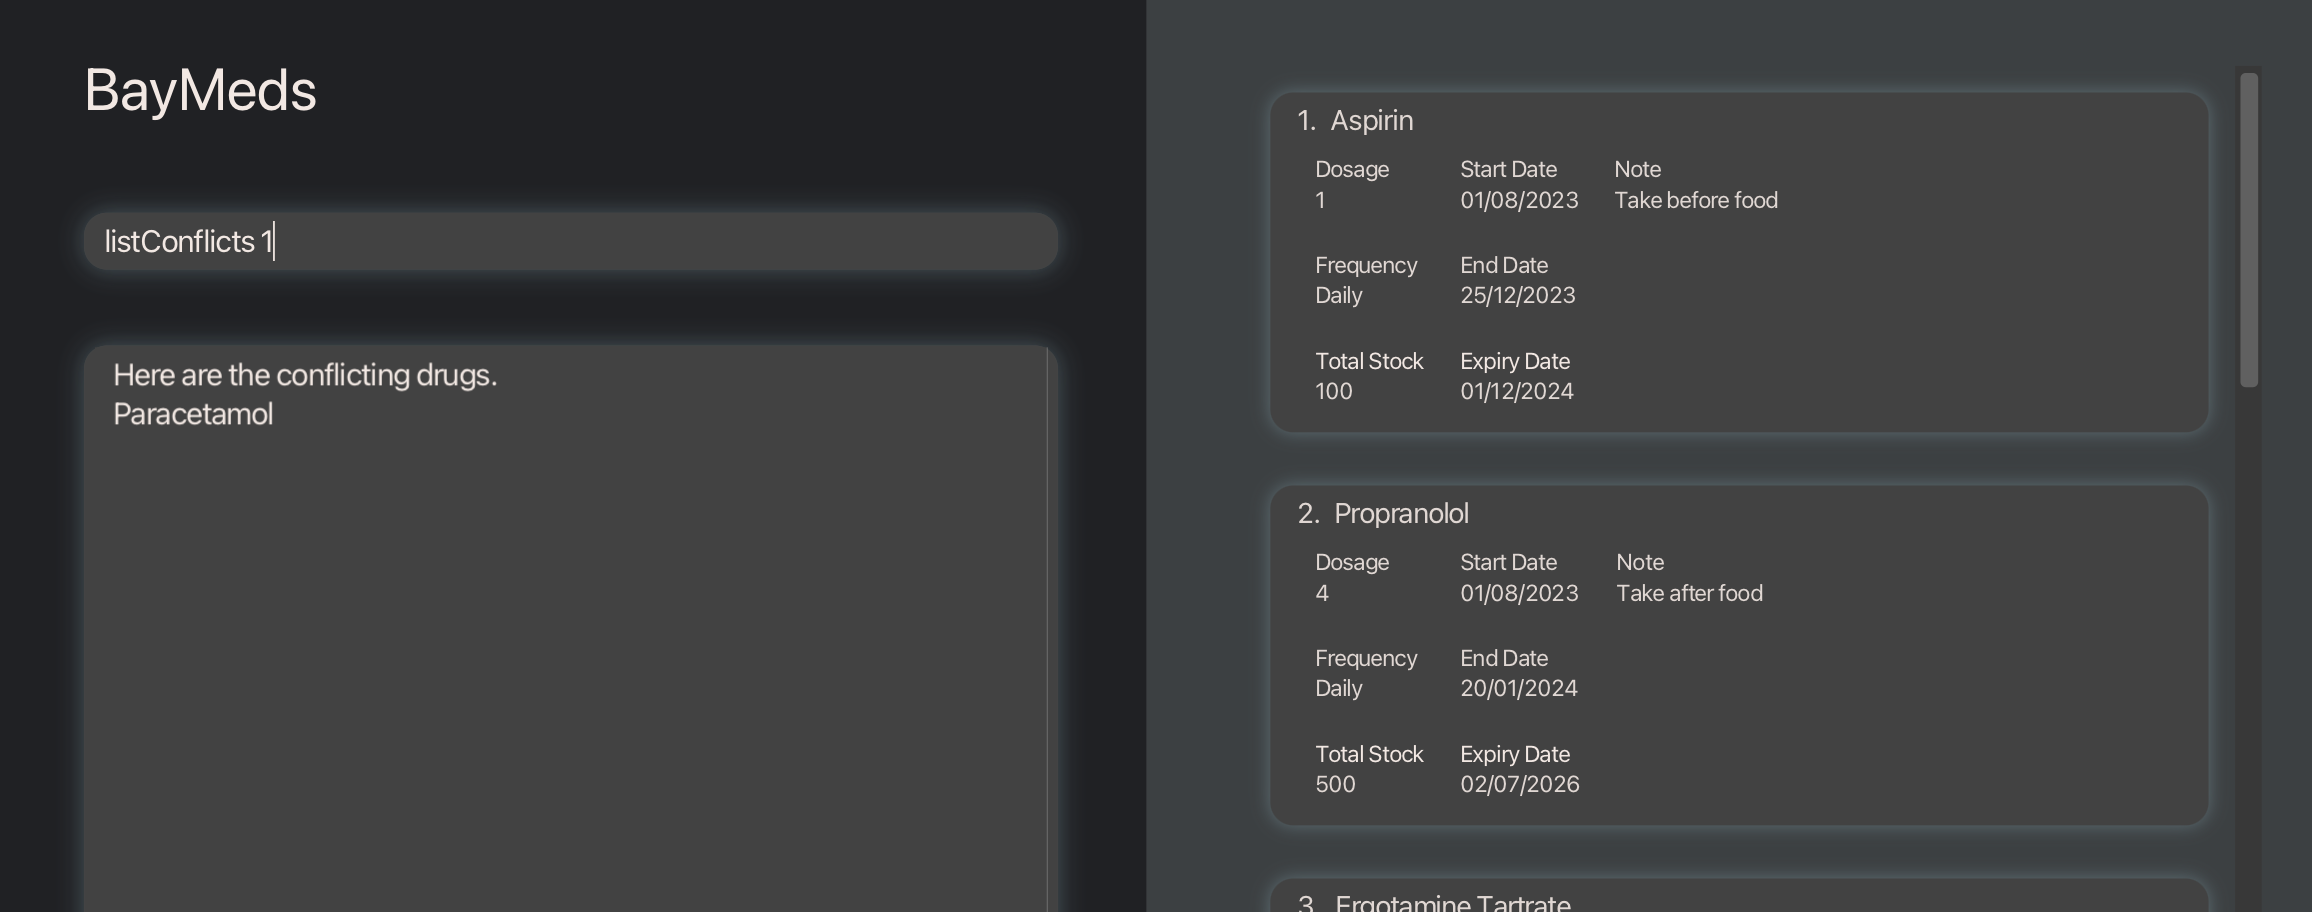 BayMeds
listConflicts 1
Here are the conflicting drugs.
Paracetamol
1. Aspirin
Dosage Start Date Note
1 01/08/2023 Take before food
Frequency End Date
Daily 25/12/2023
Total Stock Expiry Date
100 01/12/2024
2. Propranolol
Dosage Start Date Note
4 01/08/2023 Take after food
Frequency End Date
Daily 20/01/2024
Total Stock Expiry Date
500 02/07/2026
3. Ergotamine Tartrate